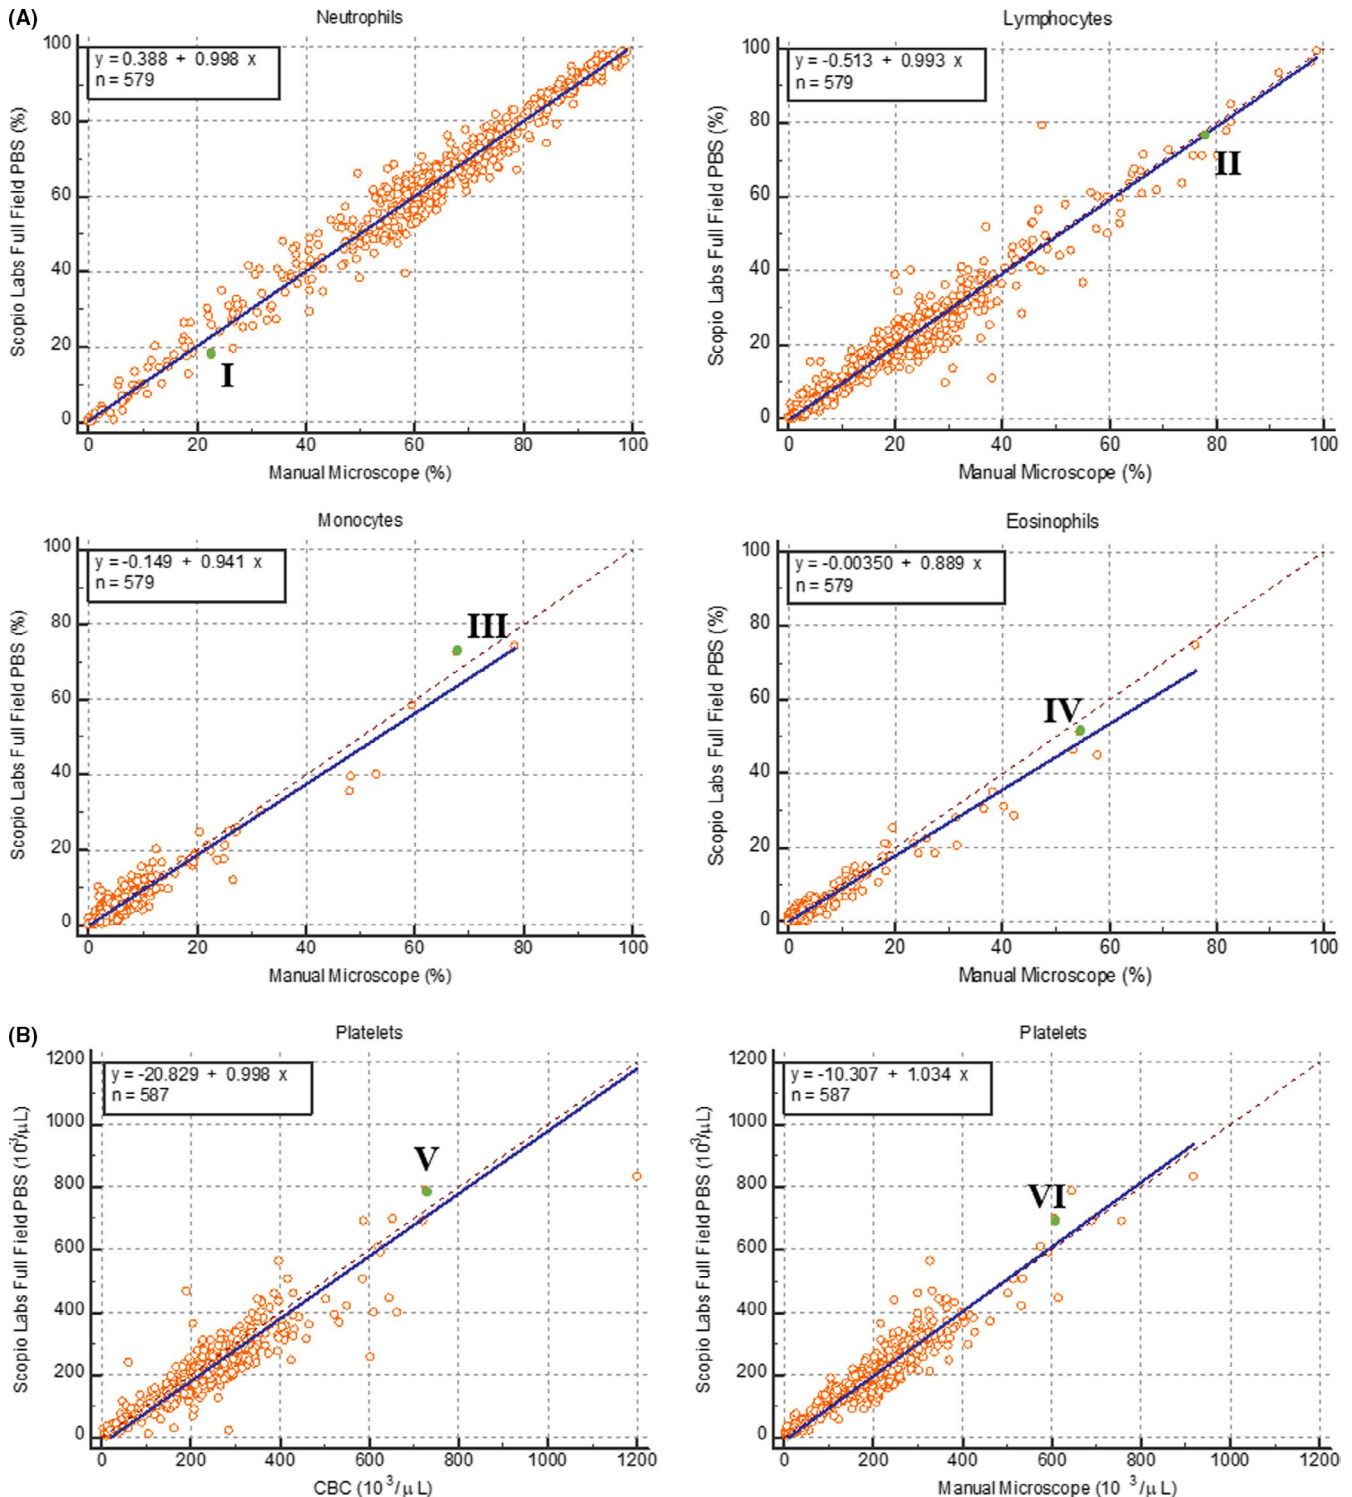 (A)
Neutrophils
y = 0.388 + 0.998 x
n = 579
100
80
60
40
20
0
0 20 40 60 80 100
I
Scopio Labs Full Field PBS (%)
Manual Microscope (%)
Lymphocytes
y = -0.513 + 0.993 x
n = 579
100
80
60
40
20
0
0 20 40 60 80 100
II
Scopio Labs Full Field PBS (%)
Manual Microscope (%)
Monocytes
y = -0.149 + 0.941 x
n = 579
100
80
60
40
20
0
0 20 40 60 80 100
III
Scopio Labs Full Field PBS (%)
Manual Microscope (%)
Eosinophils
y = -0.00350 + 0.889 x
n = 579
100
80
60
40
20
0
0 20 40 60 80 100
IV
Scopio Labs Full Field PBS (%)
Manual Microscope (%)
(B)
Platelets
y = -20.829 + 0.998 x
n = 587
1200
1000
800
600
400
200
0
0 200 400 600 800 1000 1200
V
Scopio Labs Full Field PBS (10³/μL)
CBC (10³/μL)
Platelets
y = -10.307 + 1.034 x
n = 587
1200
1000
800
600
400
200
0
0 200 400 600 800 1000 1200
VI
Scopio Labs Full Field PBS (10³/μL)
Manual Microscope (10³/μL)